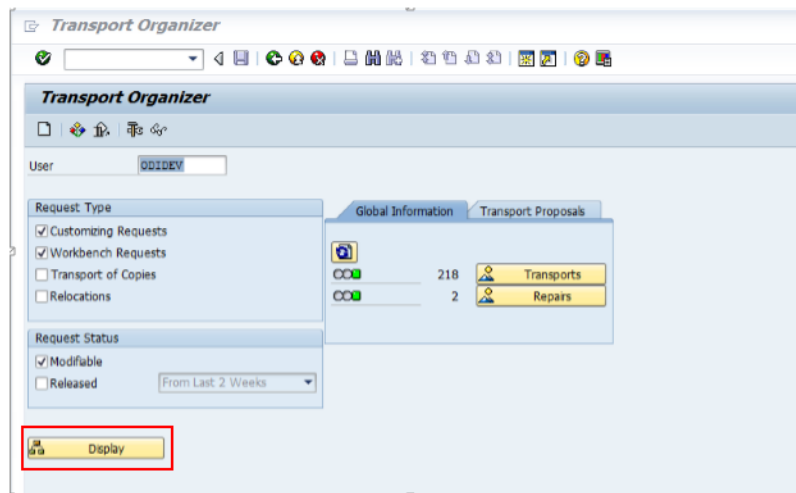 Transport Organizer
Transport Organizer
User ODIDEV
Request Type
Customizing Requests
Workbench Requests
Transport of Copies
Relocations
Request Status
Modifiable
Released From Last 2 Weeks
Display
Global Information Transport Proposals
218 Transports
2 Repairs